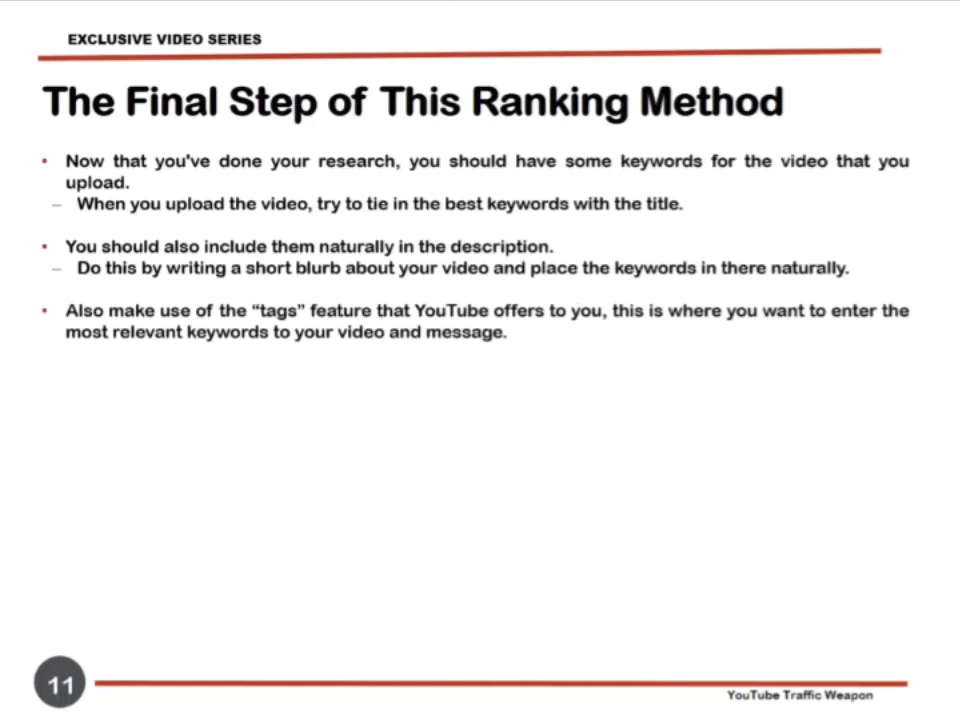 EXCLUSIVE VIDEO SERIES
The Final Step of This Ranking Method
• Now that you've done your research, you should have some keywords for the video that you
upload.
– When you upload the video, try to tie in the best keywords with the title.
• You should also include them naturally in the description.
– Do this by writing a short blurb about your video and place the keywords in there naturally.
• Also make use of the “tags” feature that YouTube offers to you, this is where you want to enter the
most relevant keywords to your video and message.
11
YouTube Traffic Weapon